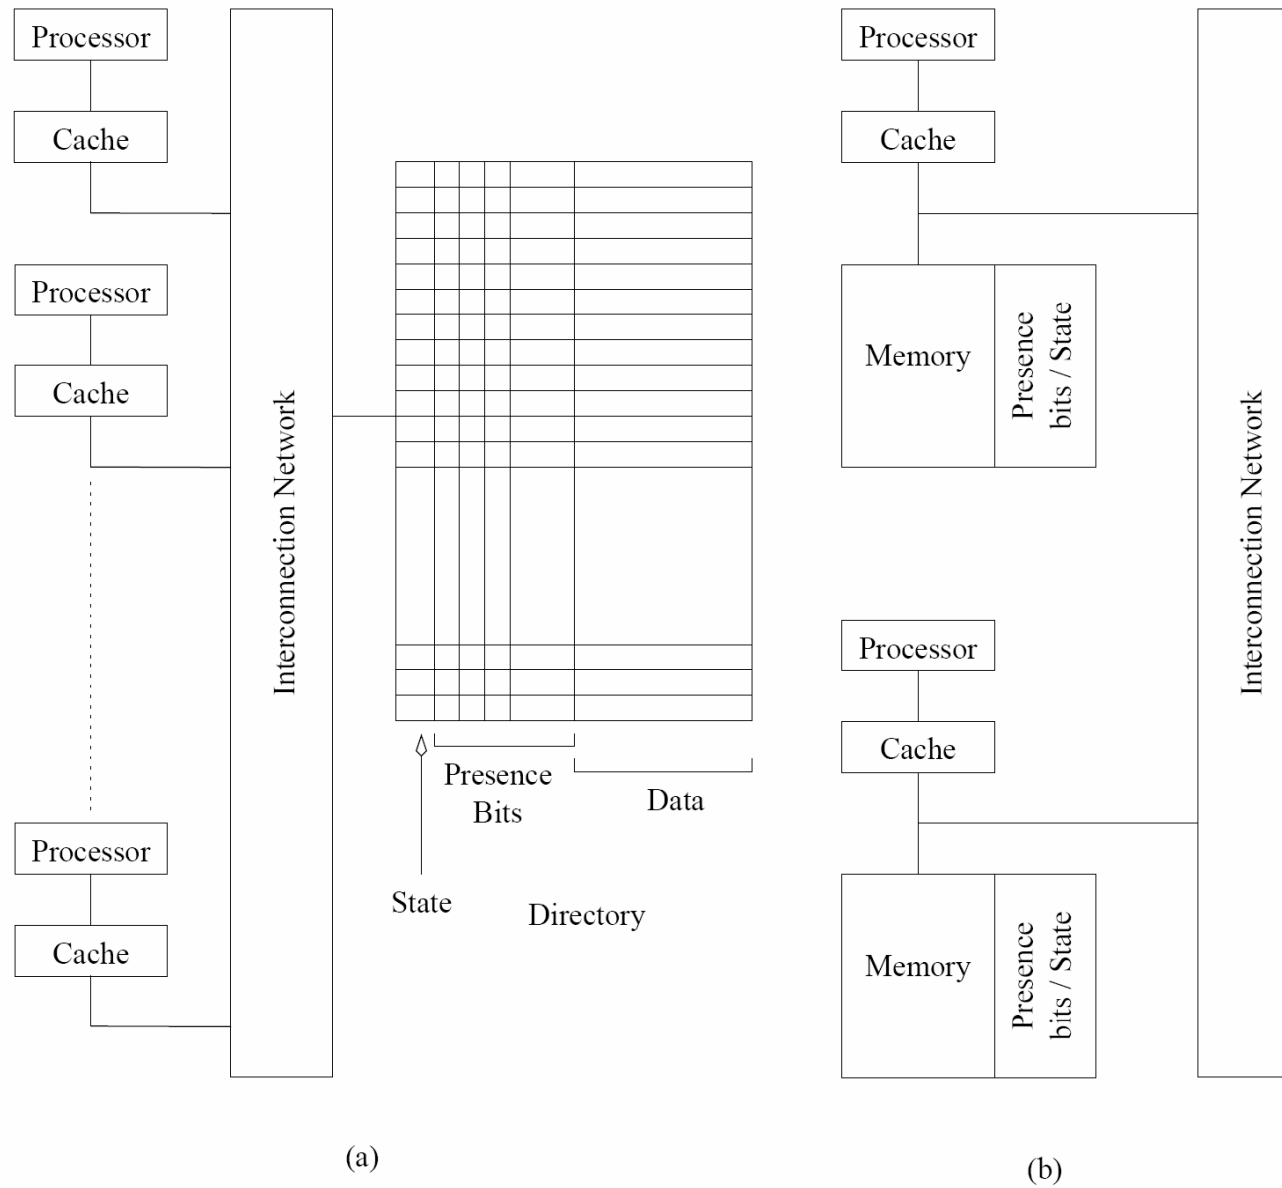 Processor
Cache
Processor
Cache
Processor
Cache
Interconnection Network
Presence
Bits
Data
State
Directory
(a)
Processor
Cache
Memory
Presence
bits / State
Processor
Cache
Memory
Presence
bits / State
Interconnection Network
(b)